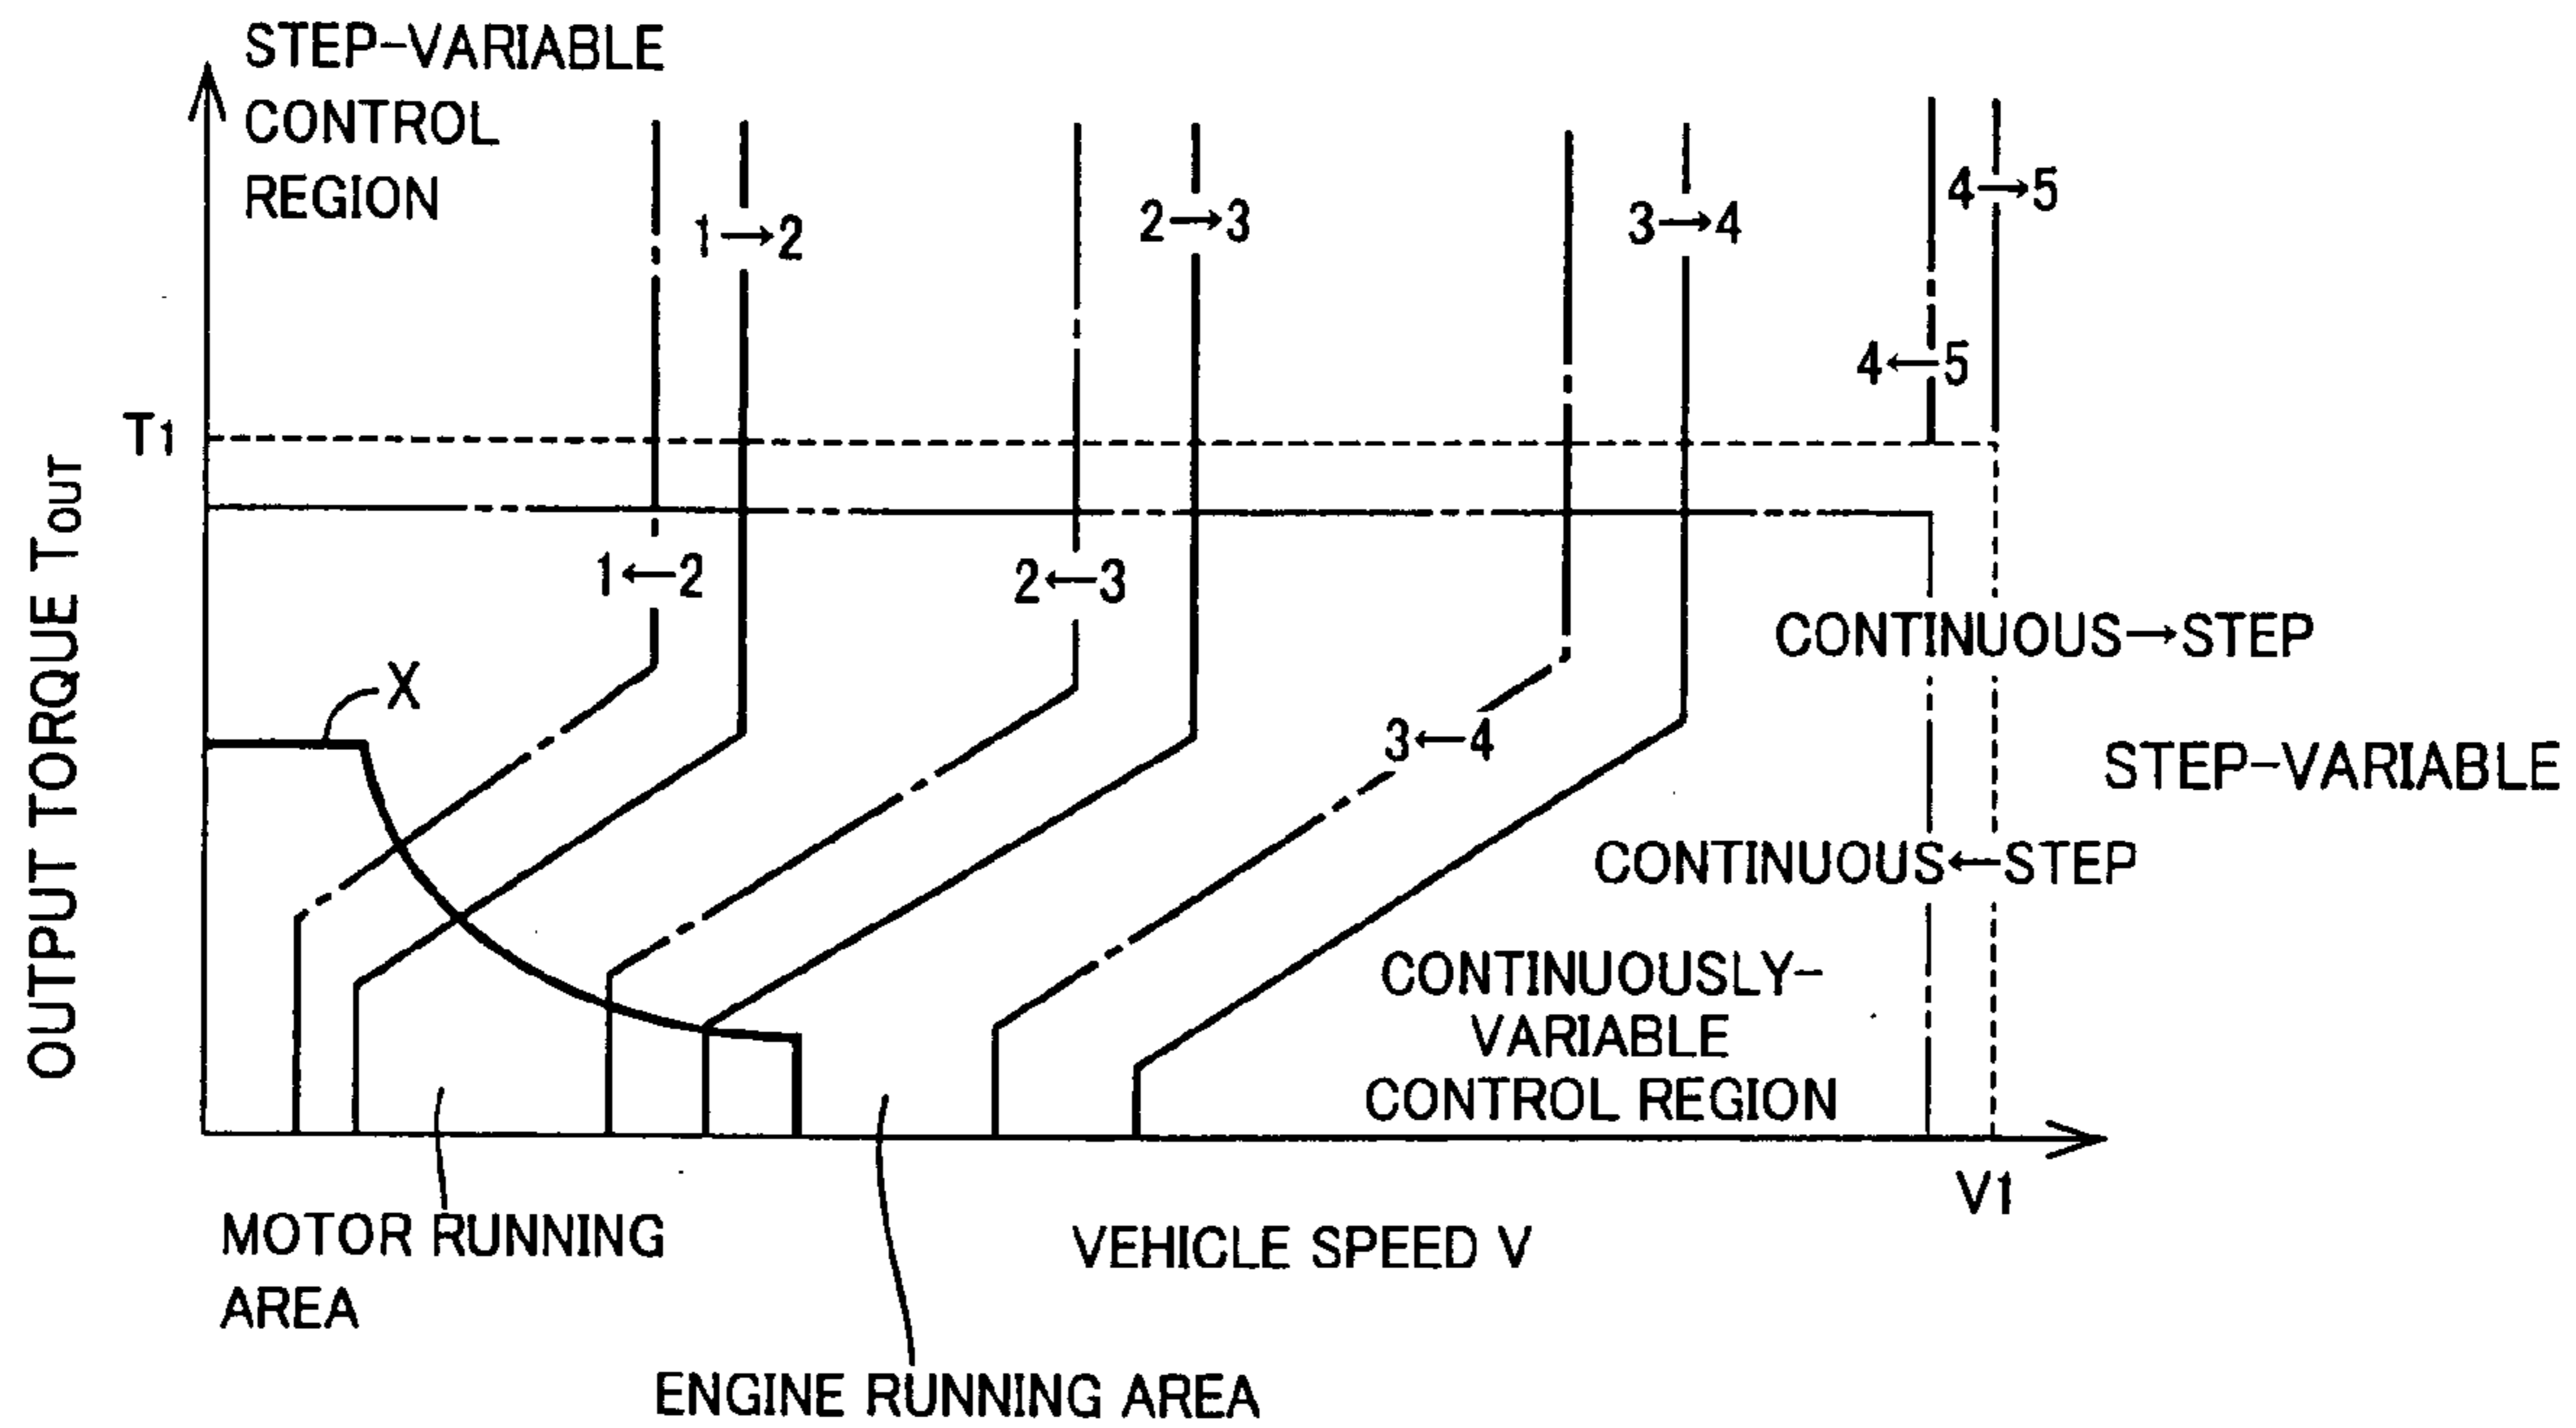 STEP-VARIABLE
CONTROL
REGION
1→2
2→3
3→4
4→5
4←5
T1
OUTPUT TORQUE TOUT
1←2
2←3
CONTINUOUS→STEP
X
3←4
STEP-VARIABLE
CONTINUOUS←STEP
CONTINUOUSLY-
VARIABLE
CONTROL REGION
V1
MOTOR RUNNING
AREA
VEHICLE SPEED V
ENGINE RUNNING AREA